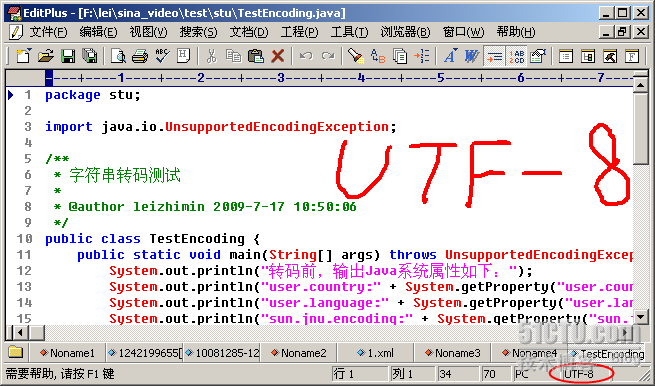 EditPlus - [F:\lei\sina_video\test\stu\TestEncoding.java]
文件(F) 编辑(E) 视图(V) 搜索(S) 文档(D) 工程(P) 工具(T) 浏览器(B) 窗口(W) 帮助(H)
----+----1----+----2----+----3----+----4----+----5----+----6----+----7--
1 package stu;
2
3 import java.io.UnsupportedEncodingException;
4
5 /**
6 * 字符串转码测试
7 *
8 * @author leizhimin 2009-7-17 10:50:06
9 */
10 public class TestEncoding {
11 public static void main(String[] args) throws UnsupportedEncodingExcep
12 System.out.println("转码前，输出Java系统属性如下：");
13 System.out.println("user.country:" + System.getProperty("user.coun
14 System.out.println("user.language:" + System.getProperty("user.lan
15 System.out.println("sun.jnu.encoding:" + System.getProperty("sun.j
UTF-8
51CTO.com
技术博客 Blog
Noname1 1242199655[ 10081285-12 Noname2 1.xml Noname3 Noname4 TestEncoding
需要帮助, 请按 F1 键 行 1 列 1 34 70 PC UTF-8